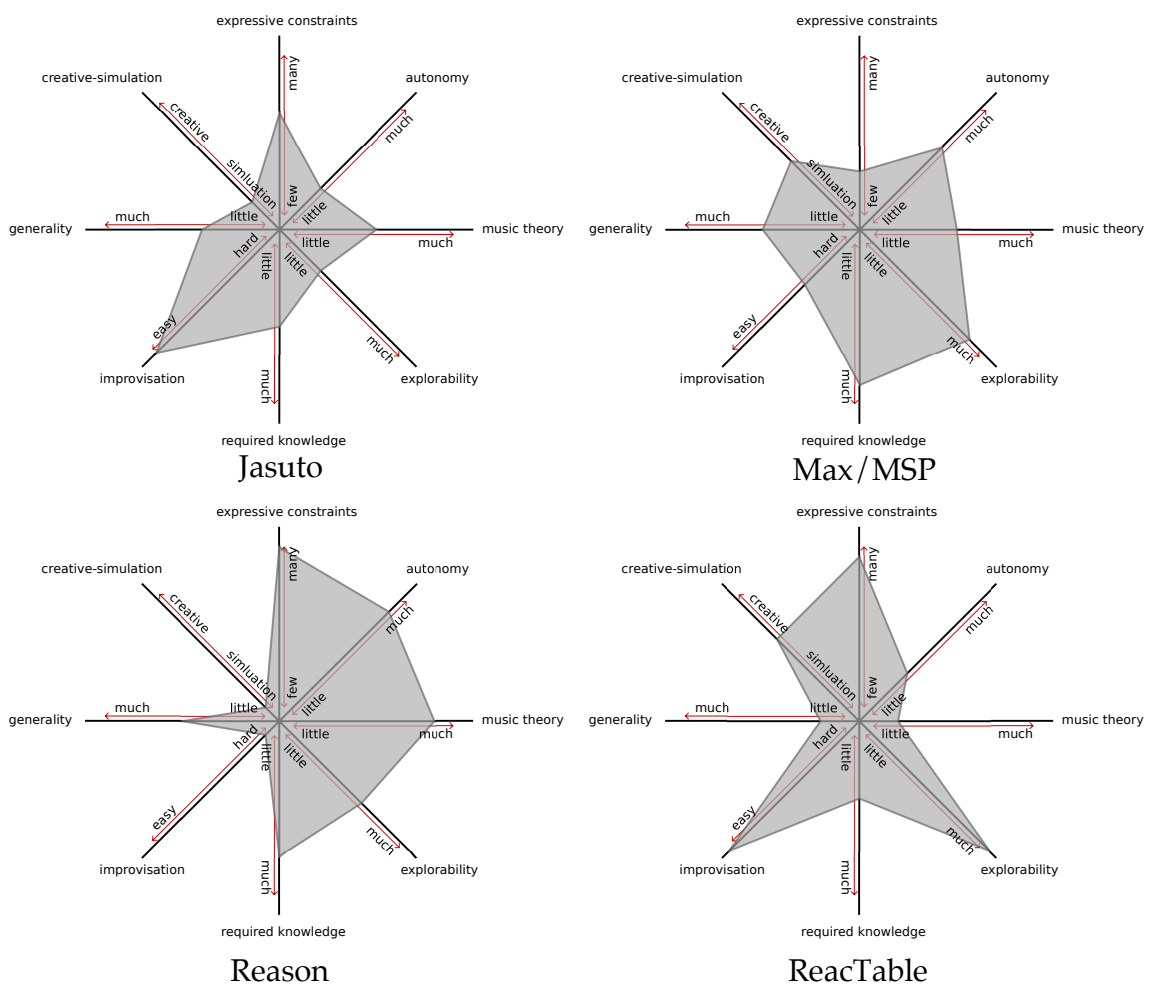 expressive constraints
many
creative-simulation
autonomy
creative
much
simluation
few
little
much
little
generality
music theory
hard
little
much
little
little
easy
much
much
improvisation
explorability
required knowledge
Jasuto
expressive constraints
many
creative-simulation
autonomy
creative
much
simluation
few
little
much
little
generality
music theory
hard
little
much
little
little
easy
much
much
improvisation
explorability
required knowledge
Max/MSP
expressive constraints
many
creative-simulation
autonomy
creative
much
simluation
few
little
much
little
generality
music theory
hard
little
much
little
little
easy
much
much
improvisation
explorability
required knowledge
Reason
expressive constraints
many
creative-simulation
autonomy
creative
much
simluation
few
little
much
little
generality
music theory
hard
little
much
little
little
easy
much
much
improvisation
explorability
required knowledge
ReacTable